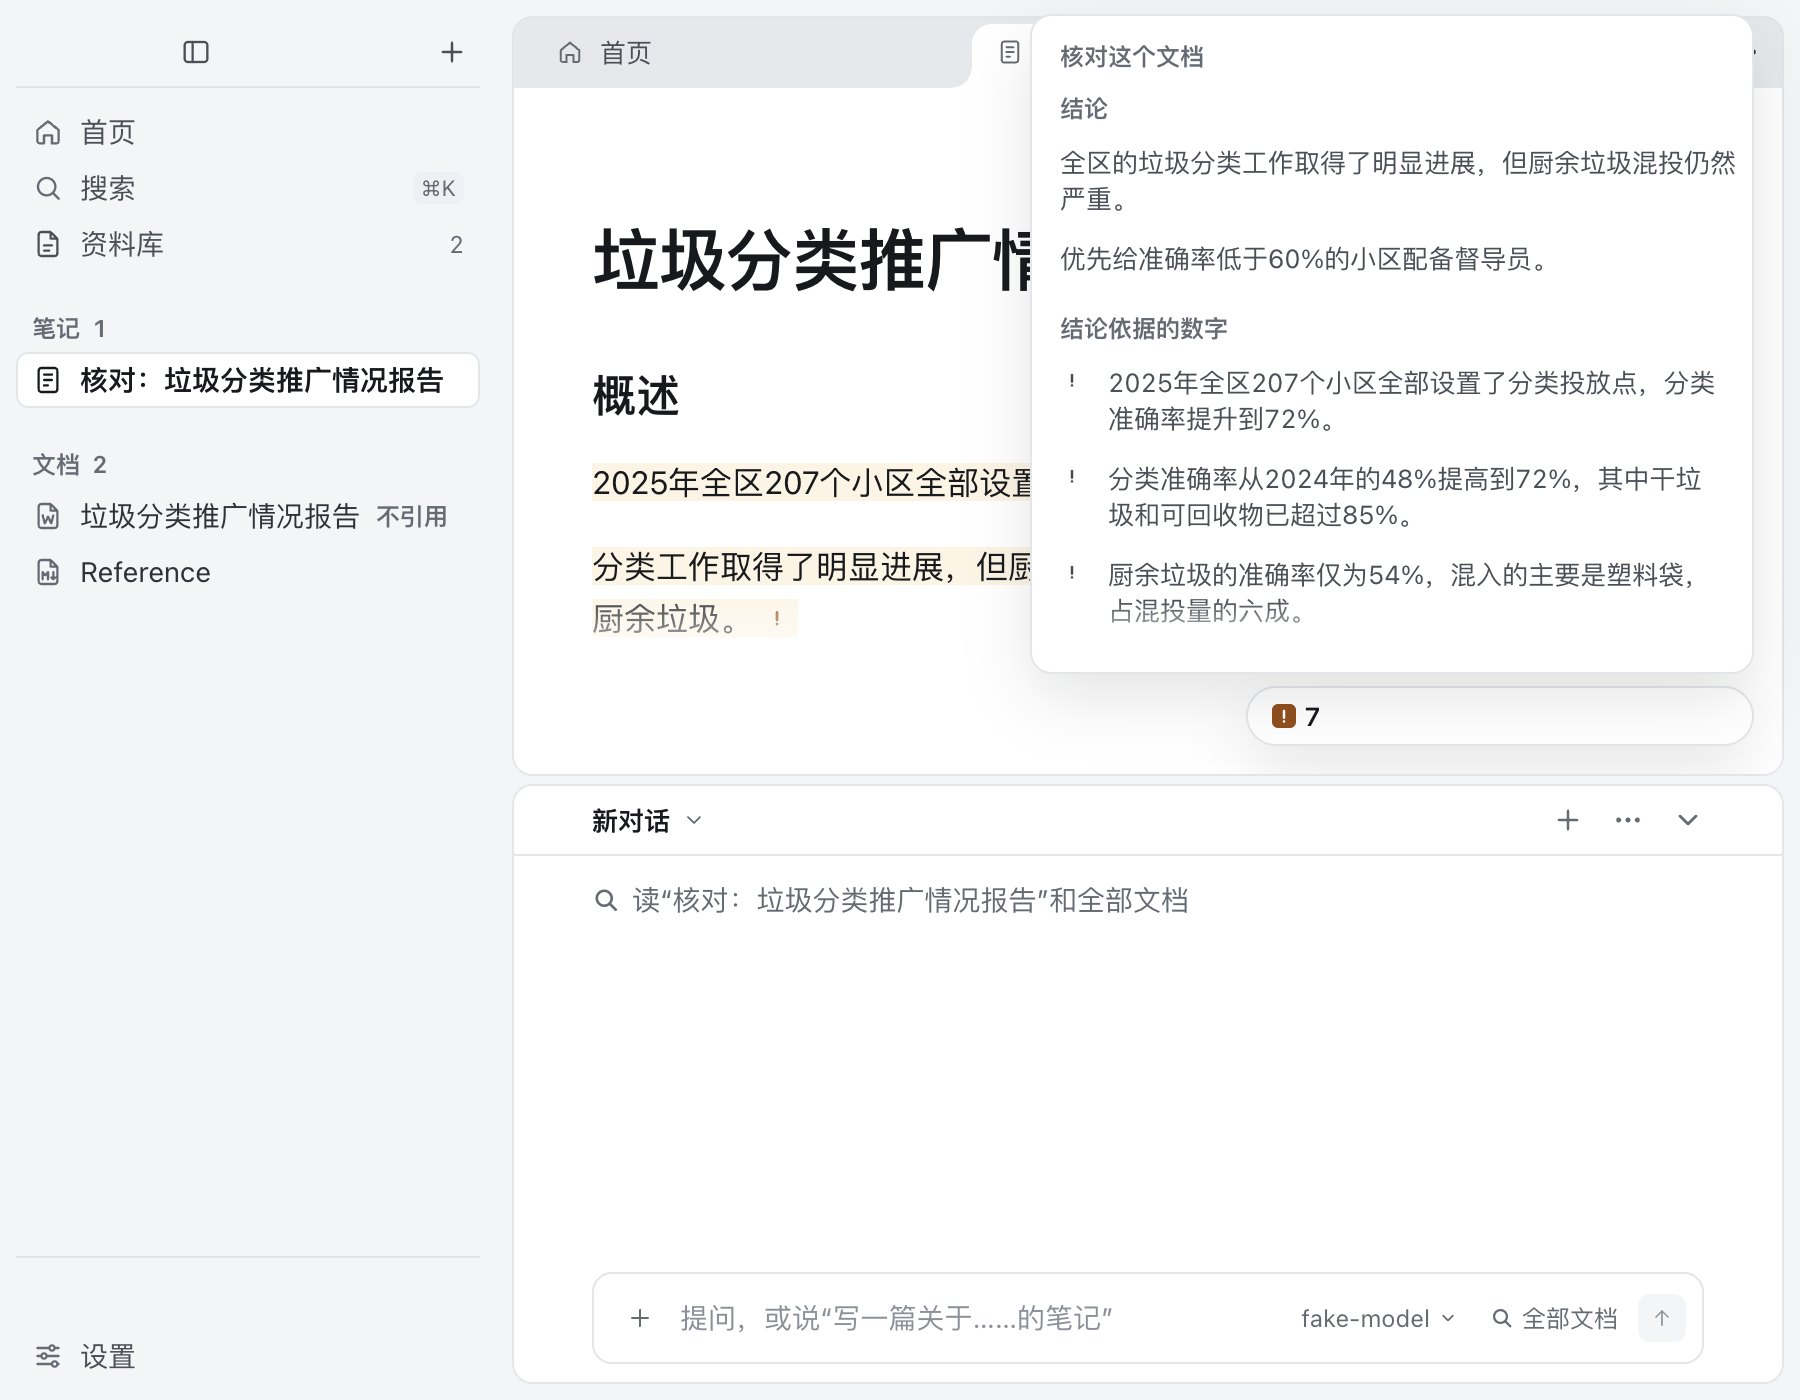 首页
搜索
⌘K
资料库
2
笔记 1
核对：垃圾分类推广情况报告
文档 2
垃圾分类推广情况报告 不引用
Reference
设置
首页
垃圾分类推广
概述
2025年全区207个小区全部设置
分类工作取得了明显进展，但厨
厨余垃圾。 !
核对这个文档
结论
全区的垃圾分类工作取得了明显进展，但厨余垃圾混投仍然
严重。
优先给准确率低于60%的小区配备督导员。
结论依据的数字
! 2025年全区207个小区全部设置了分类投放点，分类
准确率提升到72%。
! 分类准确率从2024年的48%提高到72%，其中干垃
圾和可回收物已超过85%。
! 厨余垃圾的准确率仅为54%，混入的主要是塑料袋，
占混投量的六成。
! 7
新对话
读“核对：垃圾分类推广情况报告”和全部文档
提问，或说“写一篇关于……的笔记”
fake-model
全部文档